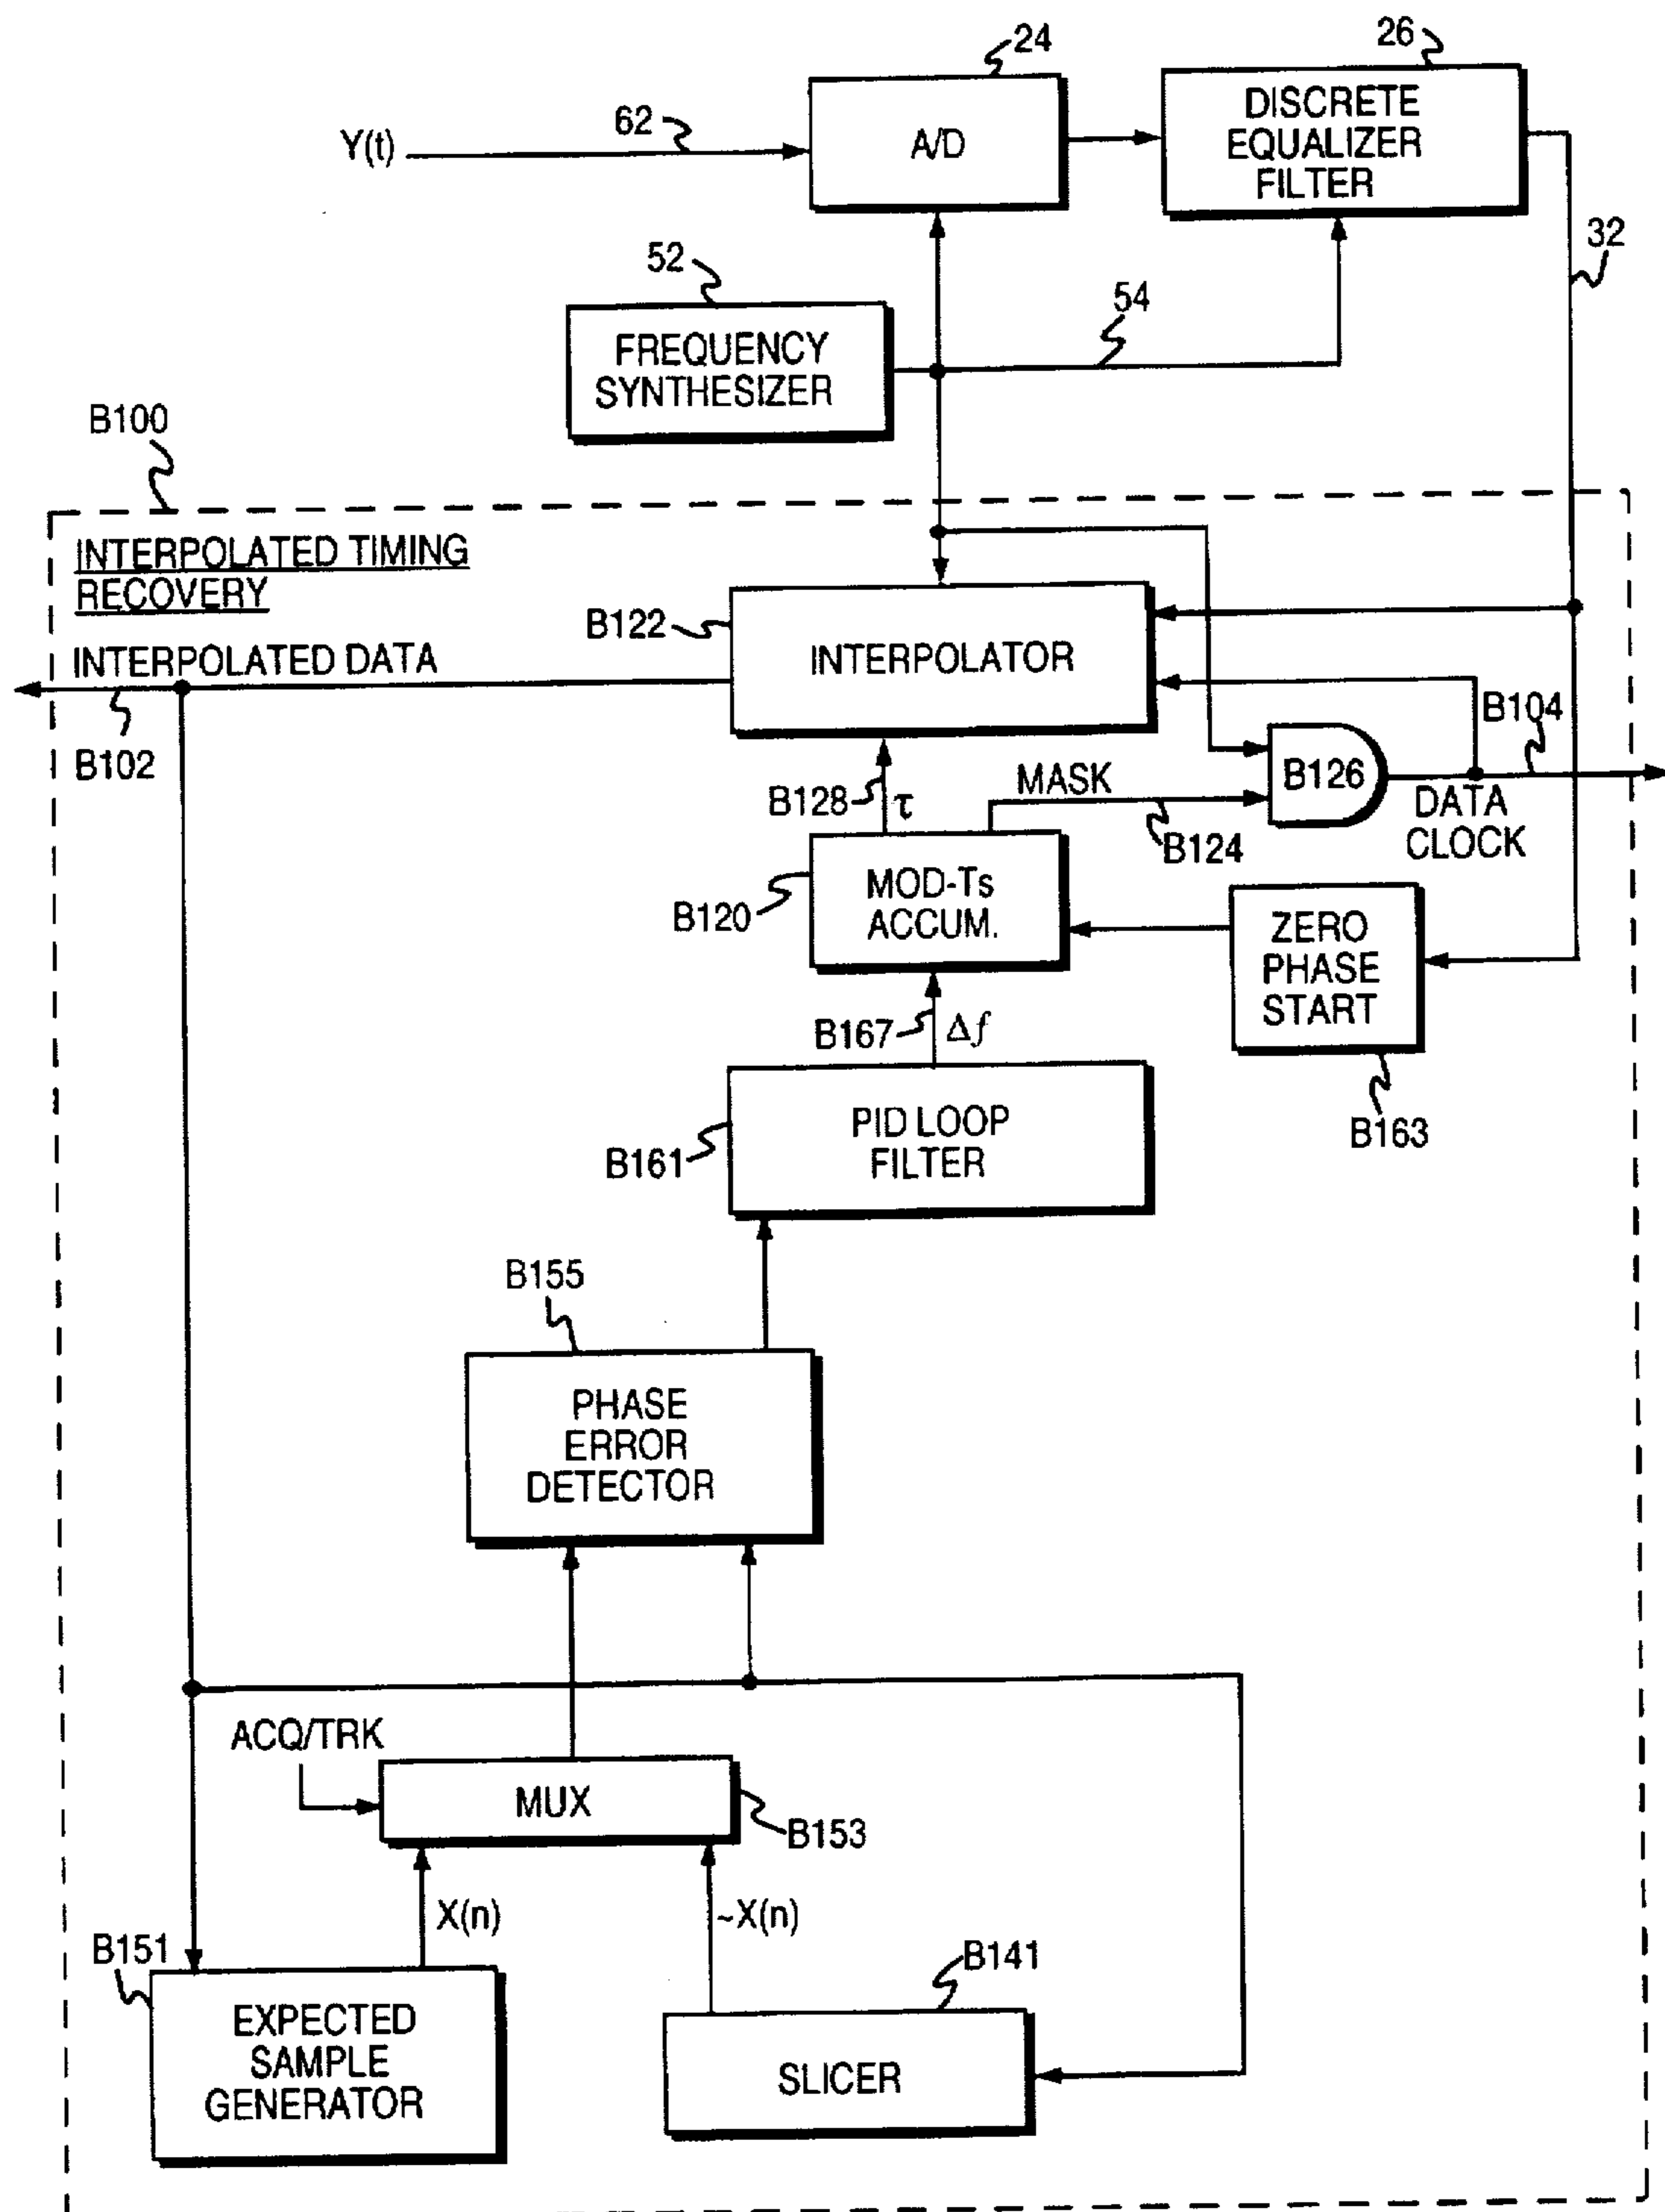 24
26
62
Y(t)
A/D
DISCRETE
EQUALIZER
FILTER
32
52
54
FREQUENCY
SYNTHESIZER
B100
INTERPOLATED TIMING
RECOVERY
B122
INTERPOLATOR
INTERPOLATED DATA
B102
B104
B126
MASK
B128
τ
DATA
CLOCK
B124
B120
MOD-Ts
ACCUM.
ZERO
PHASE
START
B167
Δf
B163
B161
PID LOOP
FILTER
B155
PHASE
ERROR
DETECTOR
ACQ/TRK
MUX
B153
X(n)
~X(n)
B151
B141
EXPECTED
SAMPLE
GENERATOR
SLICER